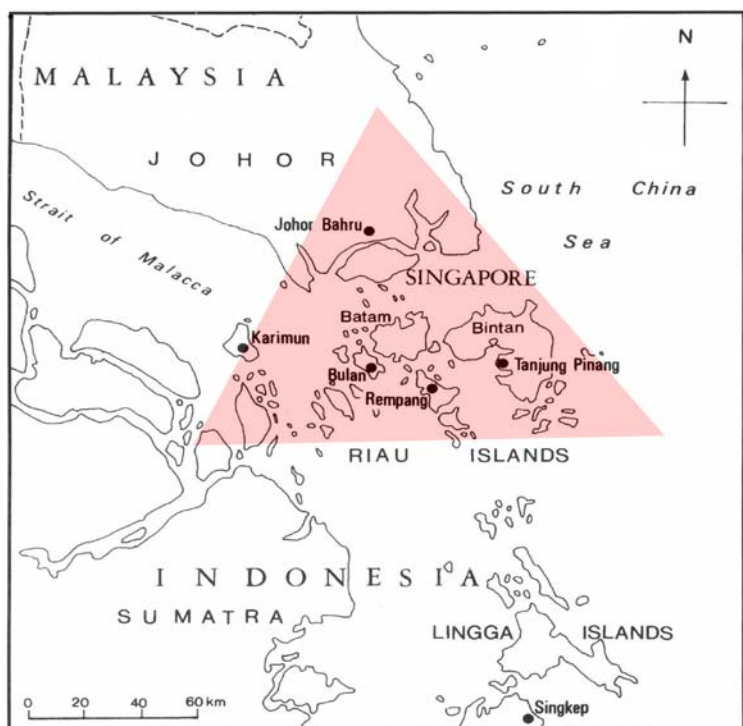 N
MALAYSIA
JOHOR
South China
Sea
Strait of Malacca
Johor Bahru
SINGAPORE
Batam
Bintan
Karimun
Bulan
Tanjung Pinang
Rempang
RIAU ISLANDS
INDONESIA
SUMATRA
LINGGA ISLANDS
Singkep
0 20 40 60 km